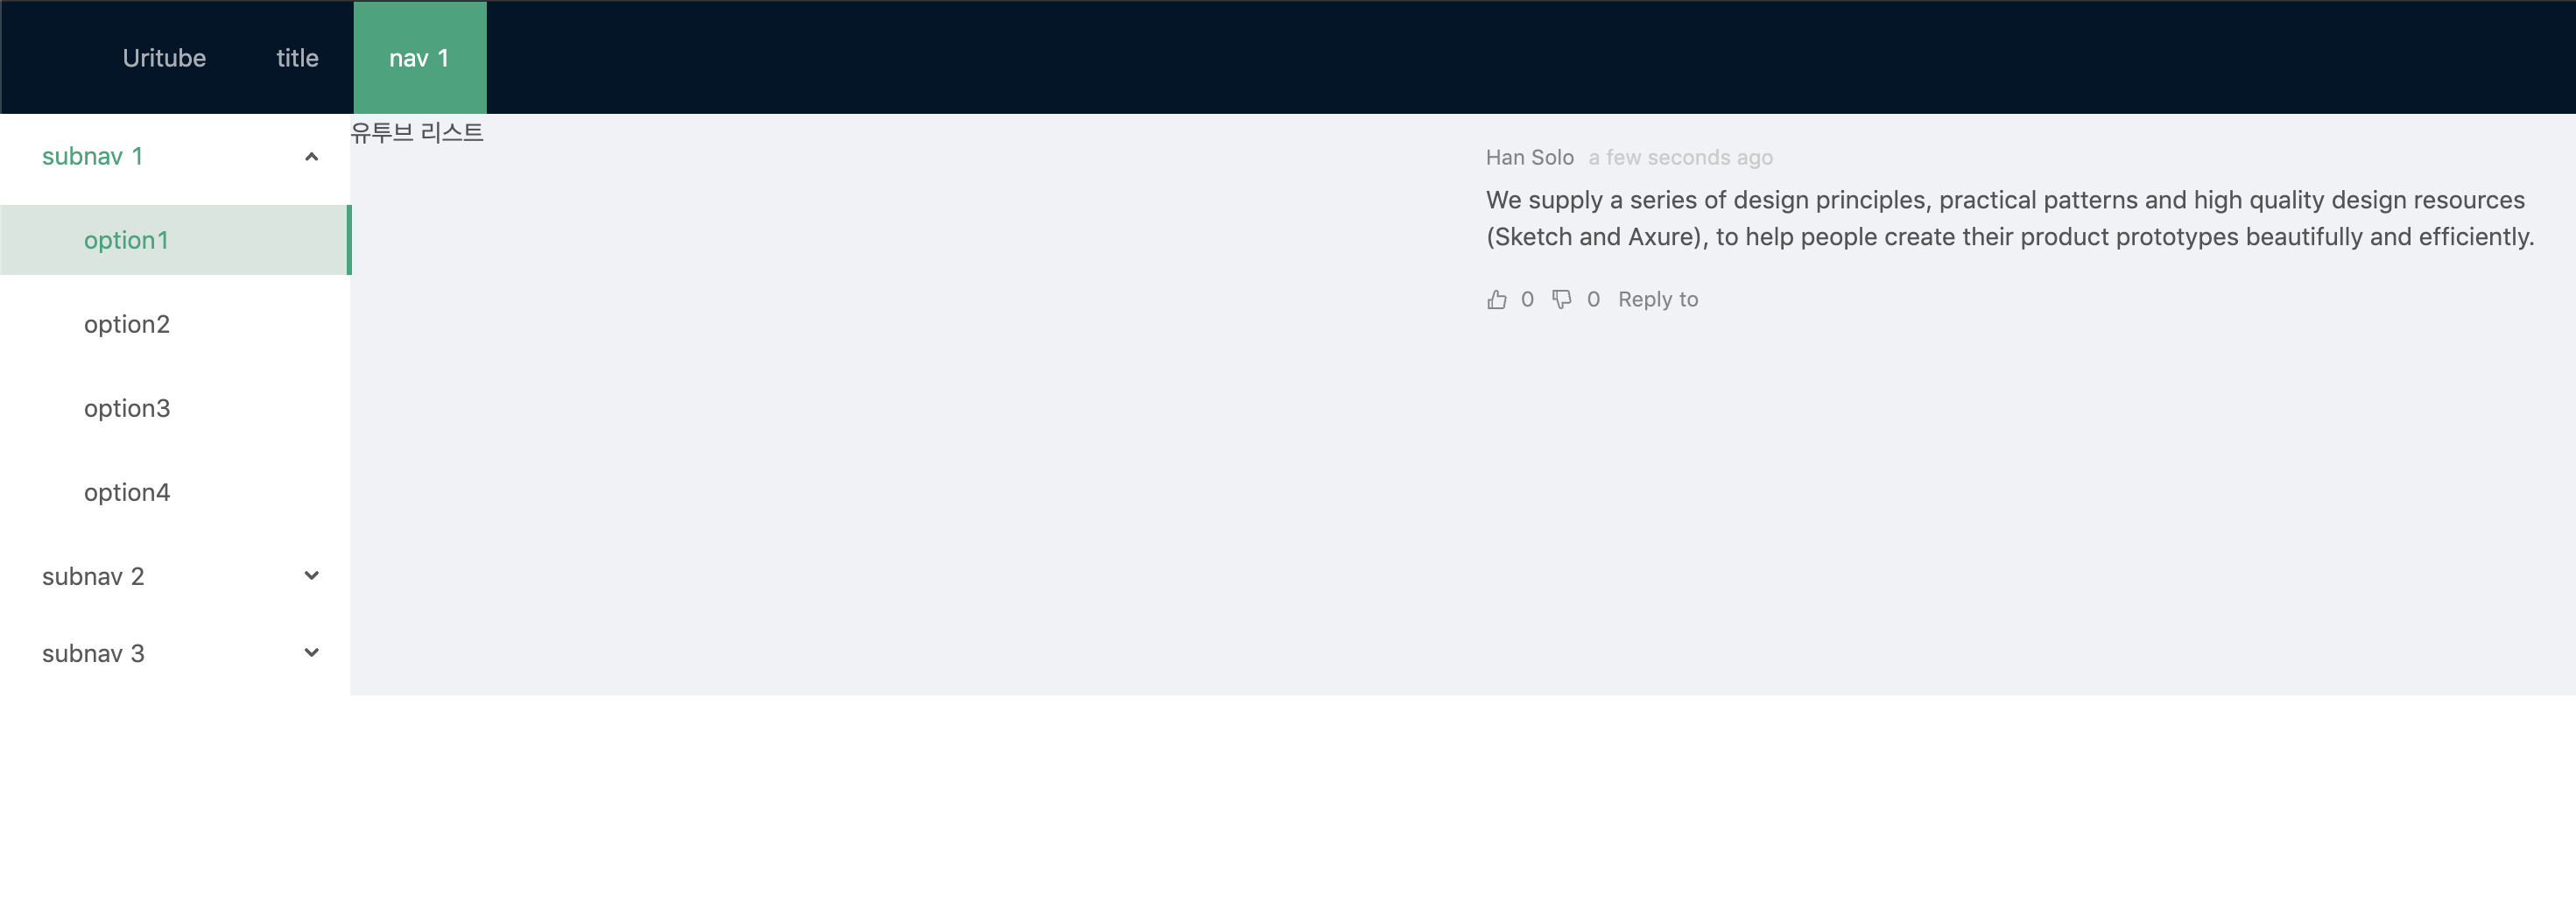 Uritube title nav 1
subnav 1
option1
option2
option3
option4
subnav 2
subnav 3
유투브 리스트
Han Solo a few seconds ago
We supply a series of design principles, practical patterns and high quality design resources
(Sketch and Axure), to help people create their product prototypes beautifully and efficiently.
0 0 Reply to